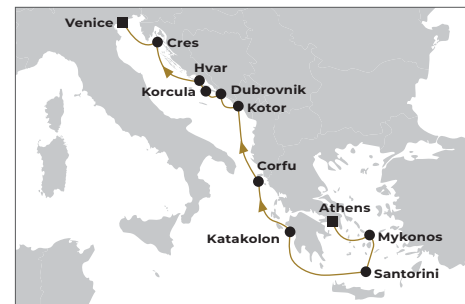 Venice
Cres
Hvar
Korcula
Dubrovnik
Kotor
Corfu
Athens
Katakolon
Mykonos
Santorini